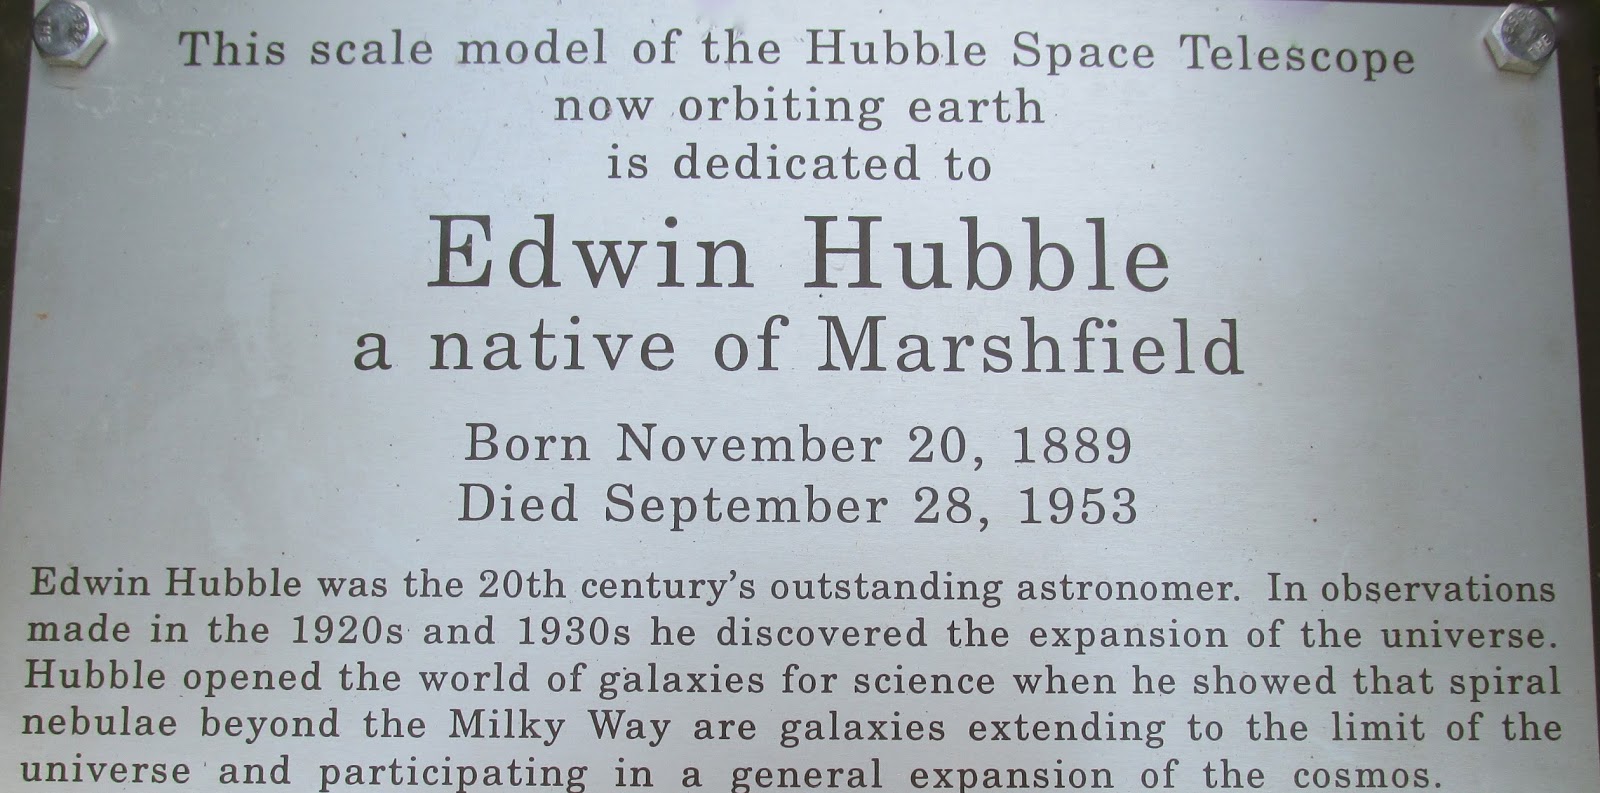 This scale model of the Hubble Space Telescope
now orbiting earth
is dedicated to
Edwin Hubble
a native of Marshfield
Born November 20, 1889
Died September 28, 1953
Edwin Hubble was the 20th century's outstanding astronomer. In observations
made in the 1920s and 1930s he discovered the expansion of the universe.
Hubble opened the world of galaxies for science when he showed that spiral
nebulae beyond the Milky Way are galaxies extending to the limit of the
universe and participating in a general expansion of the cosmos.